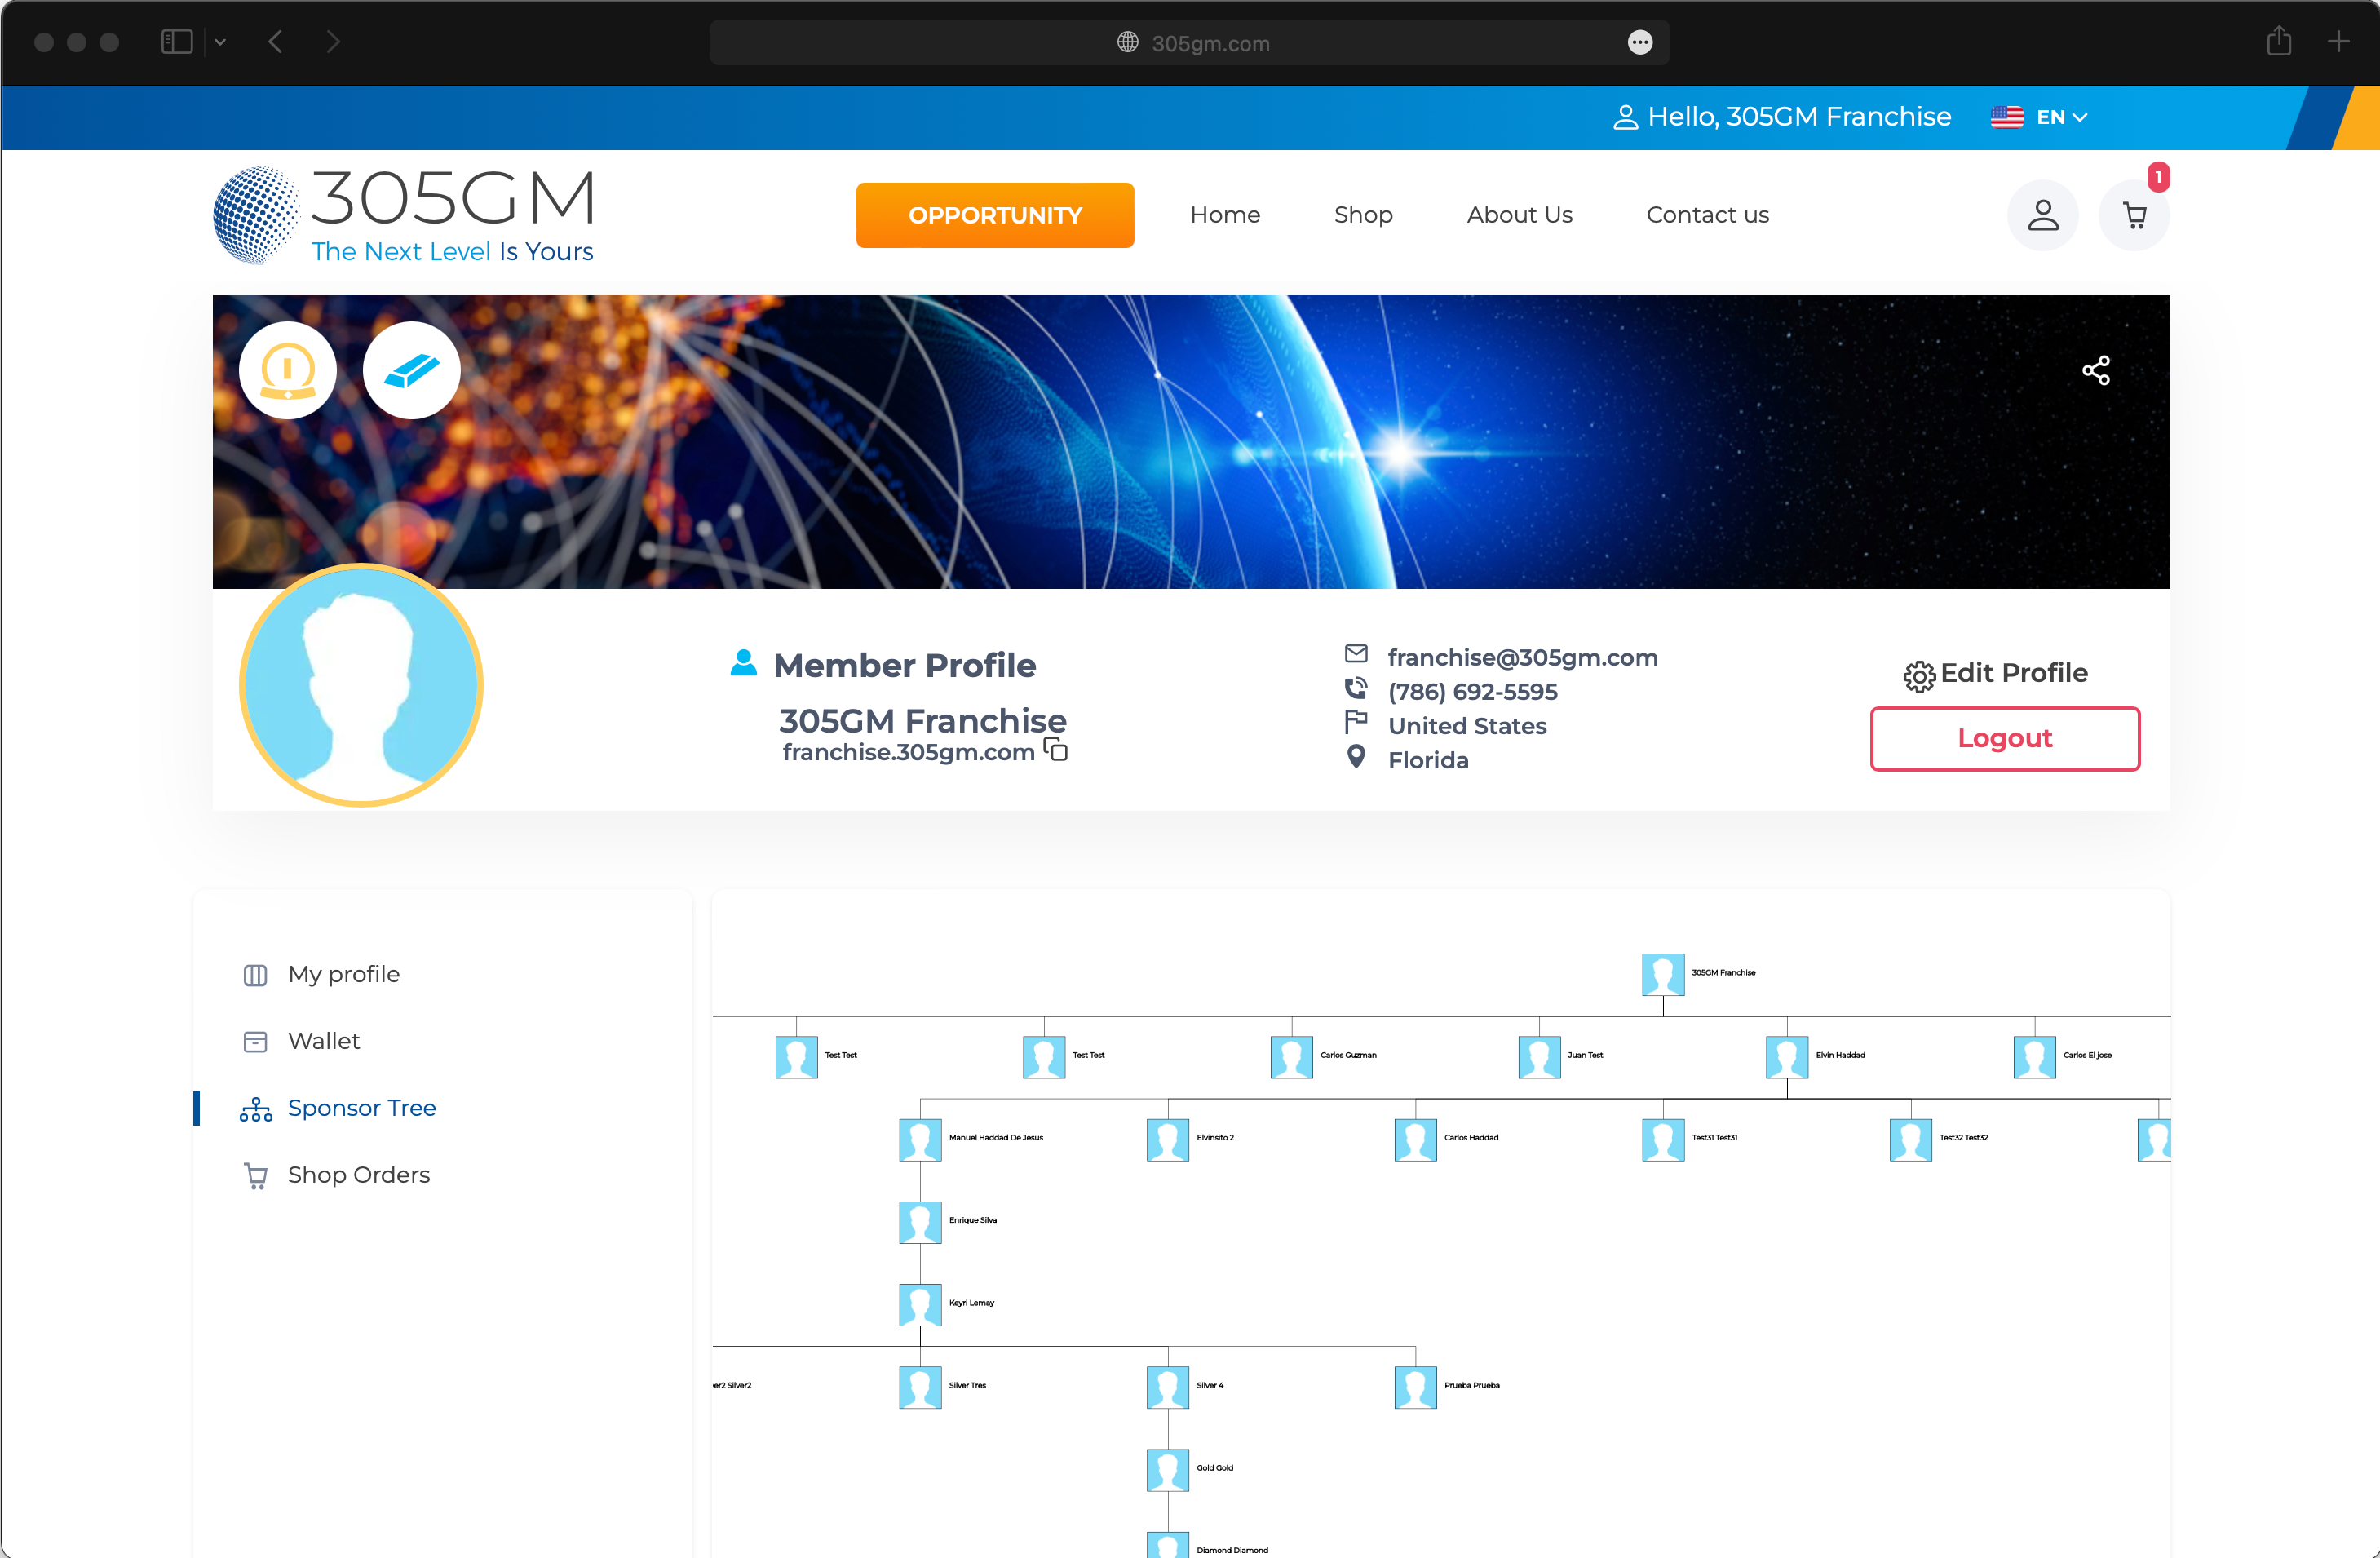 305gm.com
Hello, 305GM Franchise
EN
305GM
The Next Level Is Yours
OPPORTUNITY
Home
Shop
About Us
Contact us
1
Member Profile
305GM Franchise
franchise.305gm.com
franchise@305gm.com
(786) 692-5595
United States
Florida
Edit Profile
Logout
My profile
Wallet
Sponsor Tree
Shop Orders
305GM Franchise
Test Test
Test Test
Carlos Guzman
Juan Test
Elvin Haddad
Carlos El jose
Manuel Haddad De Jesus
Elvinsito 2
Carlos Haddad
Test31 Test31
Test32 Test32
Enrique Silva
Keyri Lemay
Silver2
Silver Tres
Silver 4
Prueba Prueba
Gold Gold
Diamond Diamond